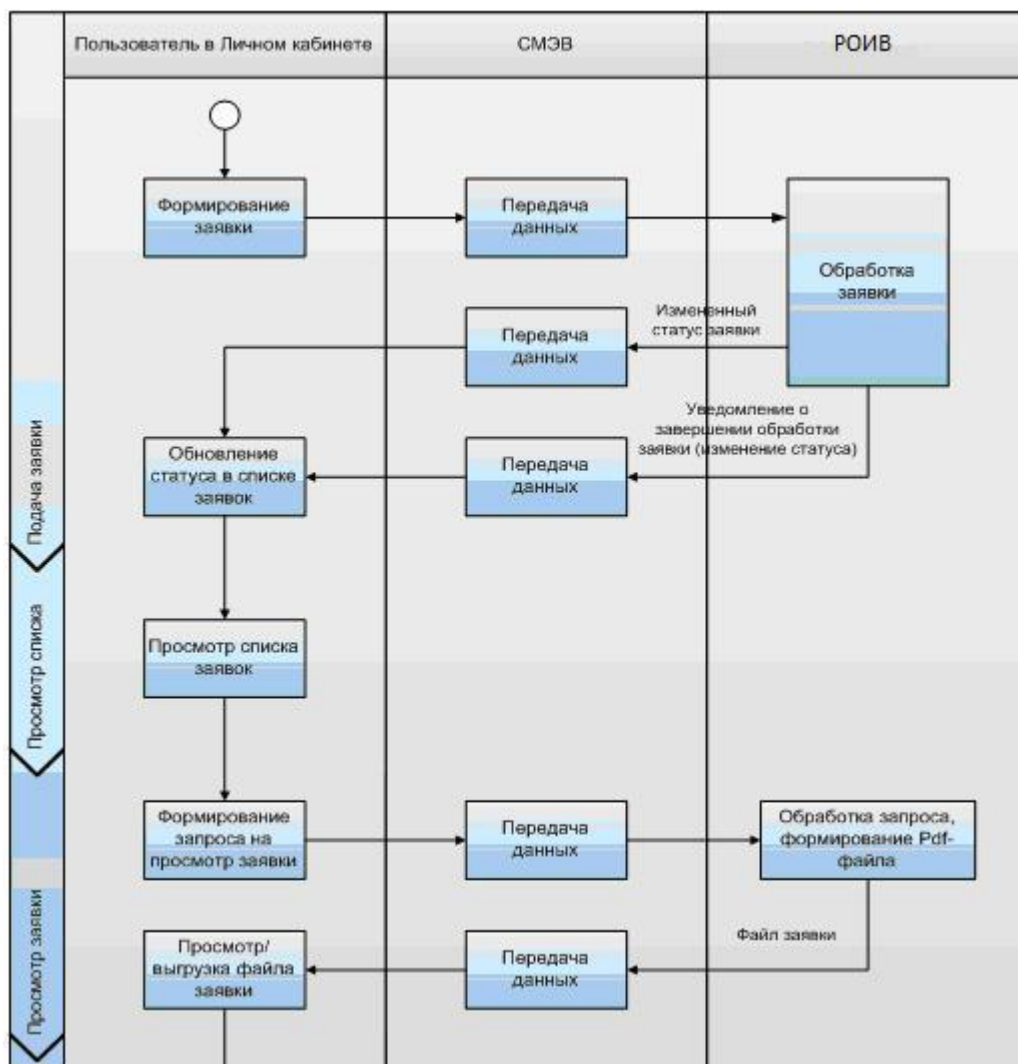 Пользователь в Личном кабинете
СМЭВ
РОИВ
Формирование
заявки
Передача
данных
Обработка
заявки
Измененный
статус заявки
Передача
данных
Уведомление о
завершении обработки
заявки (изменение статуса)
Обновление
статуса в списке
заявок
Передача
данных
Подача заявки
Просмотр списка
заявок
Просмотр списка
Формирование
запроса на
просмотр заявки
Передача
данных
Обработка запроса,
формирование Pdf-
файла
Файл заявки
Просмотр/
выгрузка файла
заявки
Передача
данных
Просмотр заявки